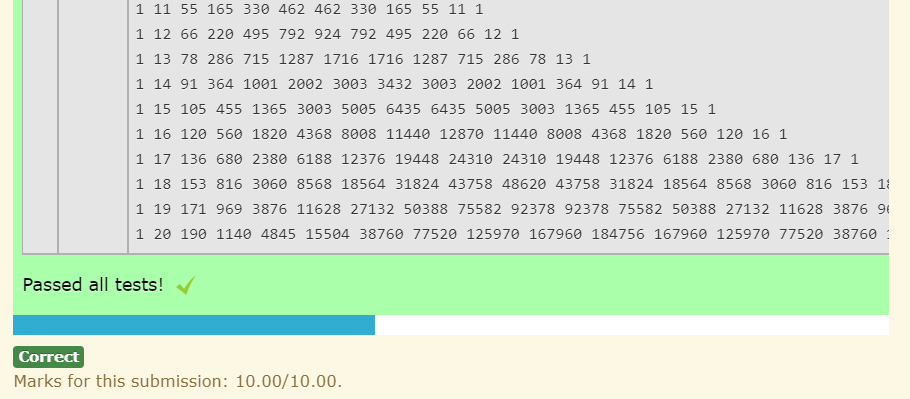 1 11 55 165 330 462 462 330 165 55 11 1
1 12 66 220 495 792 924 792 495 220 66 12 1
1 13 78 286 715 1287 1716 1716 1287 715 286 78 13 1
1 14 91 364 1001 2002 3003 3432 3003 2002 1001 364 91 14 1
1 15 105 455 1365 3003 5005 6435 6435 5005 3003 1365 455 105 15 1
1 16 120 560 1820 4368 8008 11440 12870 11440 8008 4368 1820 560 120 16 1
1 17 136 680 2380 6188 12376 19448 24310 24310 19448 12376 6188 2380 680 136 17 1
1 18 153 816 3060 8568 18564 31824 43758 48620 43758 31824 18564 8568 3060 816 153
1 19 171 969 3876 11628 27132 50388 75582 92378 92378 75582 50388 27132 11628 3876
1 20 190 1140 4845 15504 38760 77520 125970 167960 184756 167960 125970 77520 38760
Passed all tests!
Correct
Marks for this submission: 10.00/10.00.